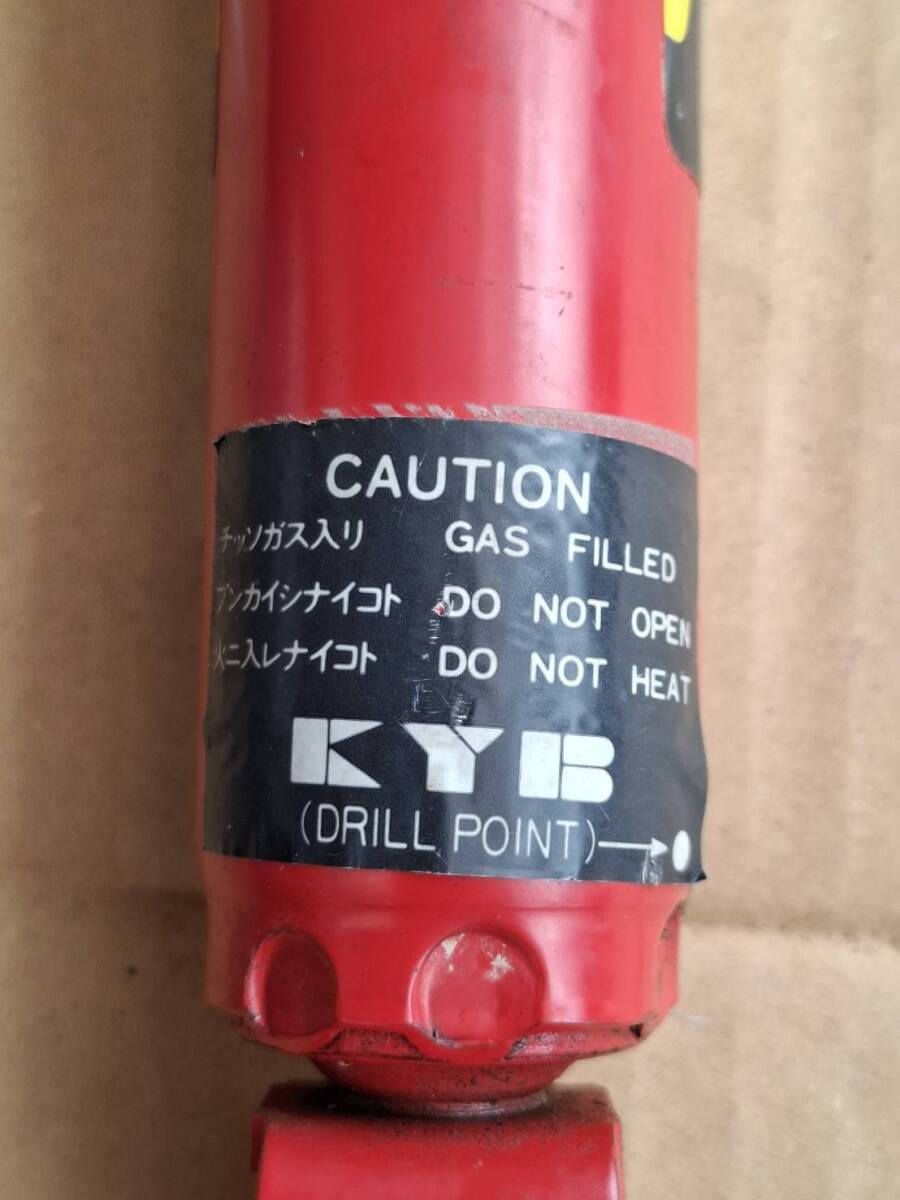 CAUTION
チッソガス入リ GAS FILLED
ブンカイシナイコト DO NOT OPEN
火ニ入レナイコト DO NOT HEAT
KYB
(DRILL POINT)